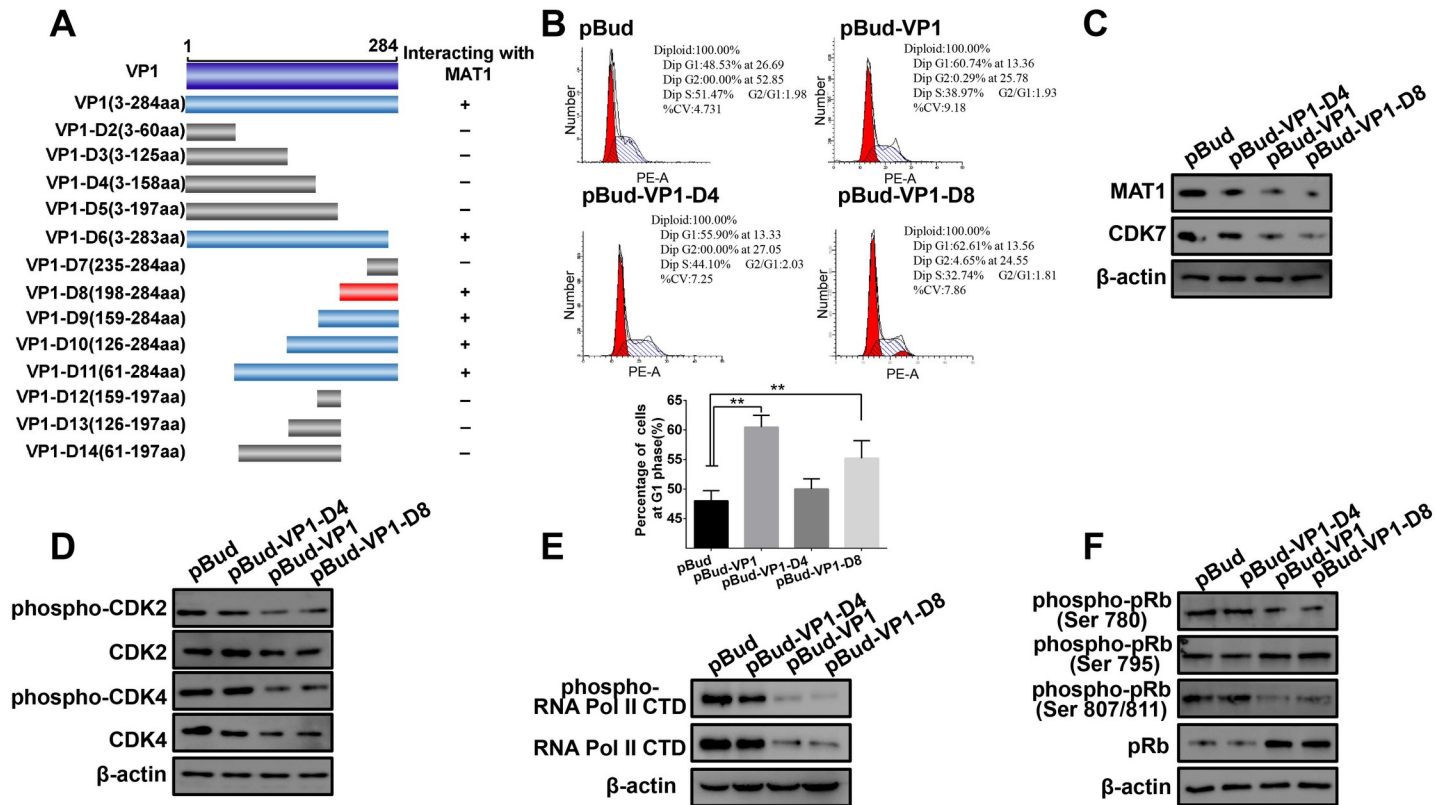 A
1
284
Interacting with
MAT1
VP1
VP1(3-284aa) +
VP1-D2(3-60aa) −
VP1-D3(3-125aa) −
VP1-D4(3-158aa) −
VP1-D5(3-197aa) −
VP1-D6(3-283aa) +
VP1-D7(235-284aa) −
VP1-D8(198-284aa) +
VP1-D9(159-284aa) +
VP1-D10(126-284aa) +
VP1-D11(61-284aa) +
VP1-D12(159-197aa) −
VP1-D13(126-197aa) −
VP1-D14(61-197aa) −
B
pBud
Diploid:100.00%
Dip G1:48.53% at 26.69
Dip G2:00.00% at 52.85
Dip S:51.47% G2/G1:1.98
%CV:4.731
Number
PE-A
pBud-VP1
Diploid:100.00%
Dip G1:60.74% at 13.36
Dip G2:0.29% at 25.78
Dip S:38.97% G2/G1:1.93
%CV:9.18
Number
PE-A
pBud-VP1-D4
Diploid:100.00%
Dip G1:55.90% at 13.33
Dip G2:00.00% at 27.05
Dip S:44.10% G2/G1:2.03
%CV:7.25
Number
PE-A
pBud-VP1-D8
Diploid:100.00%
Dip G1:62.61% at 13.56
Dip G2:4.65% at 24.55
Dip S:32.74% G2/G1:1.81
%CV:7.86
Number
PE-A
Percentage of cells
at G1 phase(%)
65
60
55
50
45
**
**
pBud
pBud-VP1
pBud-VP1-D4
pBud-VP1-D8
C
pBud
pBud-VP1-D4
pBud-VP1
pBud-VP1-D8
MAT1
CDK7
β-actin
D
pBud
pBud-VP1-D4
pBud-VP1
pBud-VP1-D8
phospho-CDK2
CDK2
phospho-CDK4
CDK4
β-actin
E
pBud
pBud-VP1-D4
pBud-VP1
pBud-VP1-D8
phospho-
RNA Pol II CTD
RNA Pol II CTD
β-actin
F
pBud
pBud-VP1-D4
pBud-VP1
pBud-VP1-D8
phospho-pRb
(Ser 780)
phospho-pRb
(Ser 795)
phospho-pRb
(Ser 807/811)
pRb
β-actin